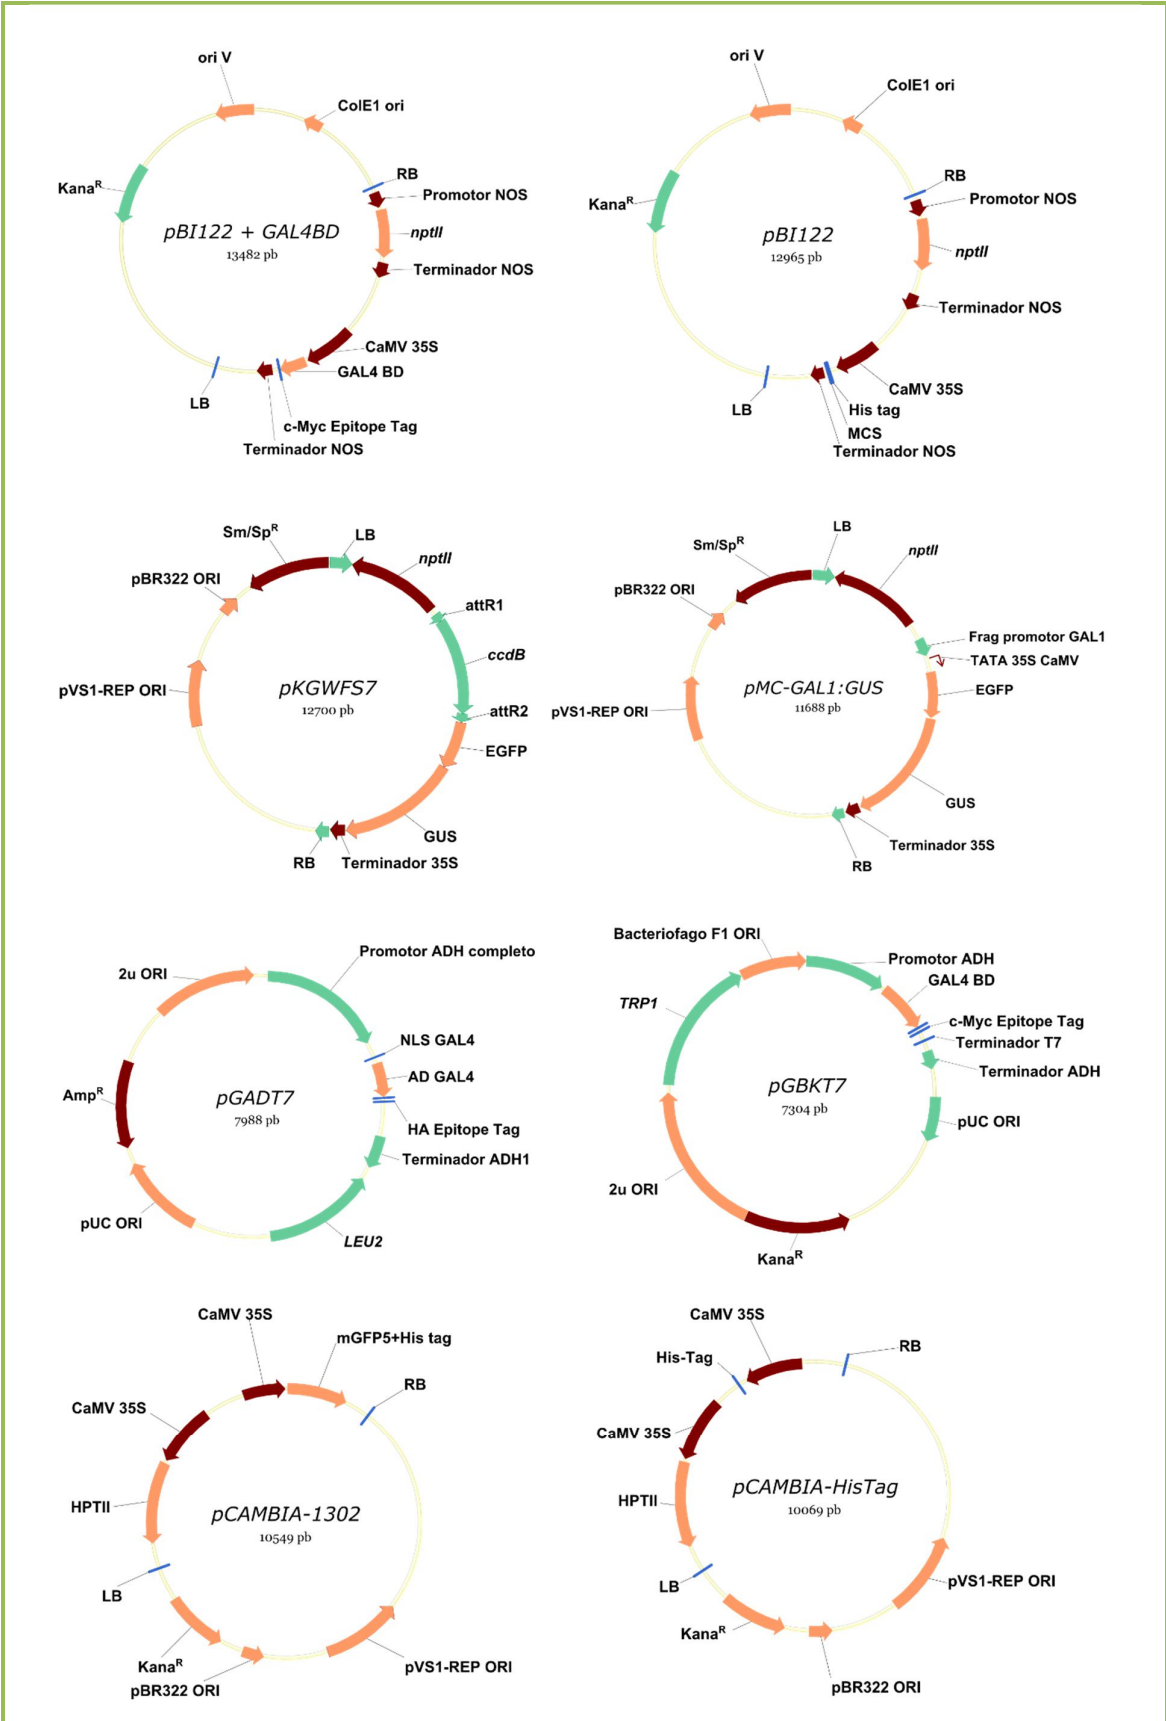 ori V
ColE1 ori
RB
Promotor NOS
nptII
Terminador NOS
CaMV 35S
GAL4 BD
c-Myc Epitope Tag
Terminador NOS
LB
KanaR
pBI122 + GAL4BD
13482 pb
ori V
ColE1 ori
RB
Promotor NOS
nptII
Terminador NOS
CaMV 35S
His tag
MCS
Terminador NOS
LB
KanaR
pBI122
12965 pb
Sm/SpR
LB
nptII
attR1
ccdB
attR2
EGFP
GUS
Terminador 35S
RB
pVS1-REP ORI
pBR322 ORI
pKGWFS7
12700 pb
Sm/SpR
LB
nptII
Frag promotor GAL1
TATA 35S CaMV
EGFP
GUS
Terminador 35S
RB
pVS1-REP ORI
pBR322 ORI
pMC-GAL1:GUS
11688 pb
2u ORI
Promotor ADH completo
NLS GAL4
AD GAL4
HA Epitope Tag
Terminador ADH1
LEU2
pUC ORI
AmpR
pGADT7
7988 pb
Bacteriofago F1 ORI
Promotor ADH
GAL4 BD
c-Myc Epitope Tag
Terminador T7
Terminador ADH
pUC ORI
KanaR
2u ORI
TRP1
pGBKT7
7304 pb
CaMV 35S
mGFP5+His tag
RB
pVS1-REP ORI
pBR322 ORI
KanaR
LB
HPTII
CaMV 35S
pCAMBIA-1302
10549 pb
CaMV 35S
RB
pVS1-REP ORI
pBR322 ORI
KanaR
LB
HPTII
CaMV 35S
His-Tag
pCAMBIA-HisTag
10069 pb